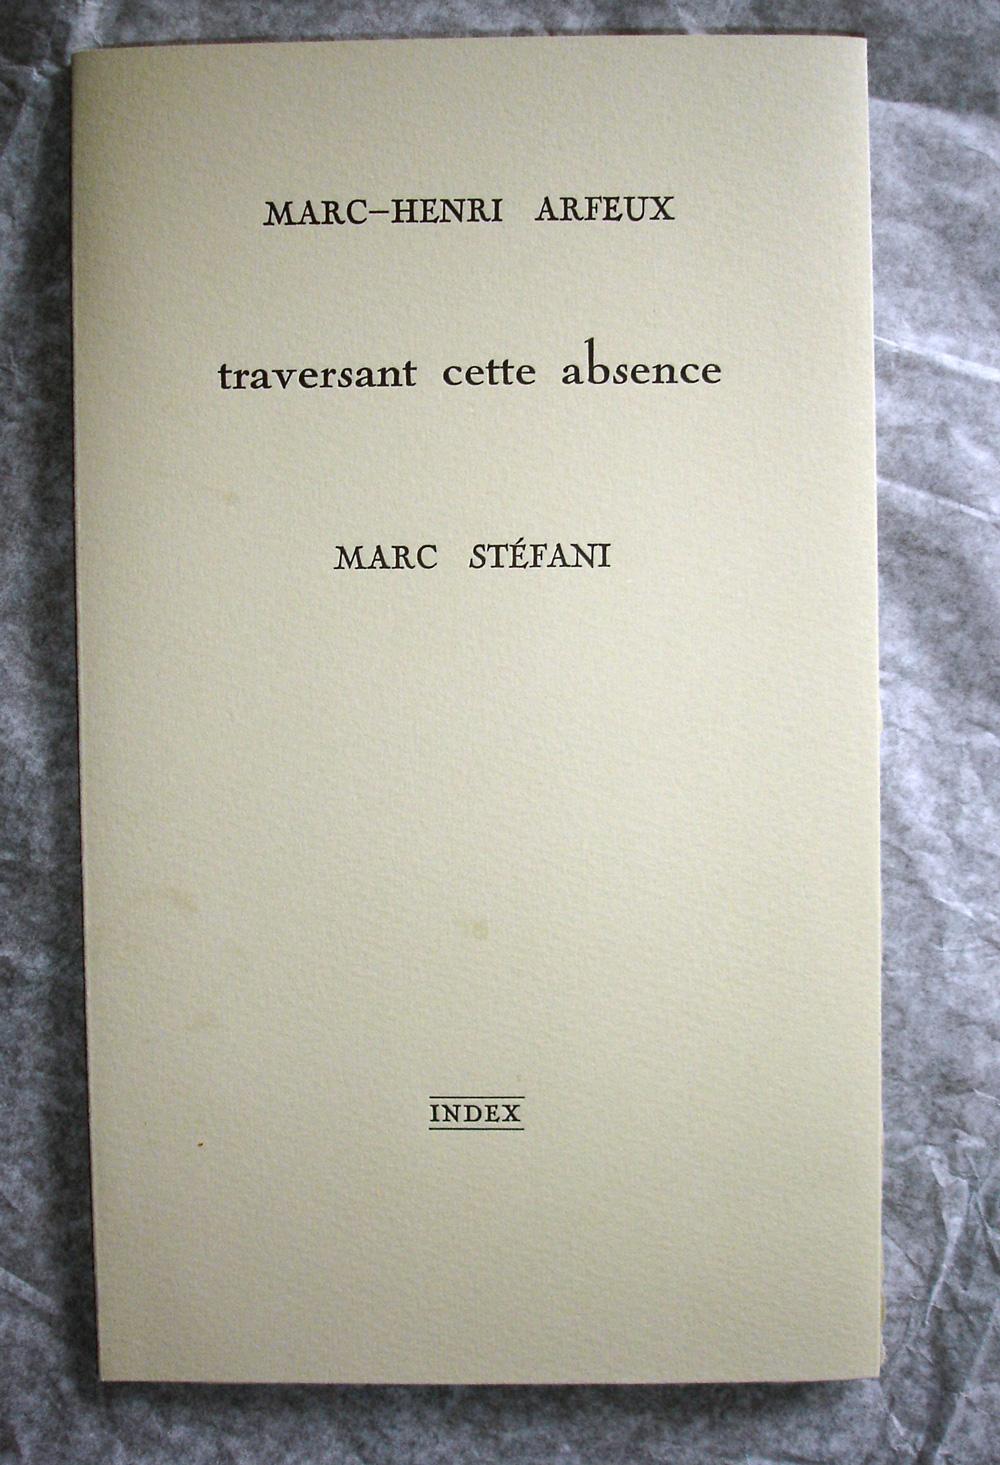 MARC–HENRI ARFEUX
traversant cette absence
MARC STÉFANI
INDEX